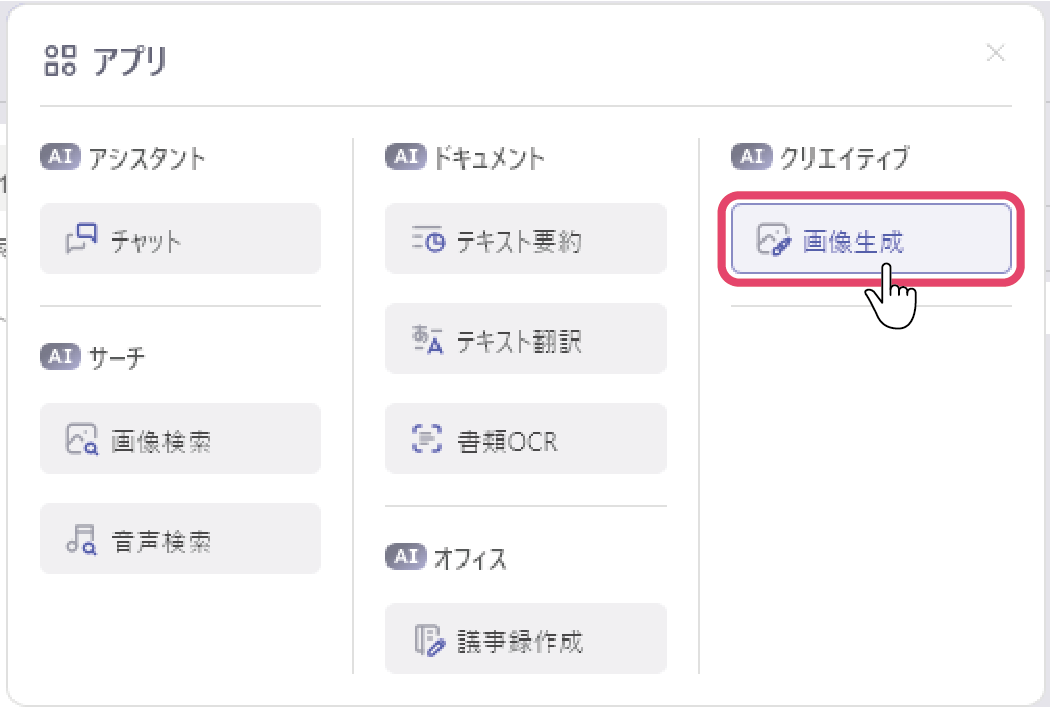 アプリ
AI アシスタント
チャット
AI サーチ
画像検索
音声検索
AI ドキュメント
テキスト要約
あ A テキスト翻訳
書類OCR
AI オフィス
議事録作成
AI クリエイティブ
画像生成